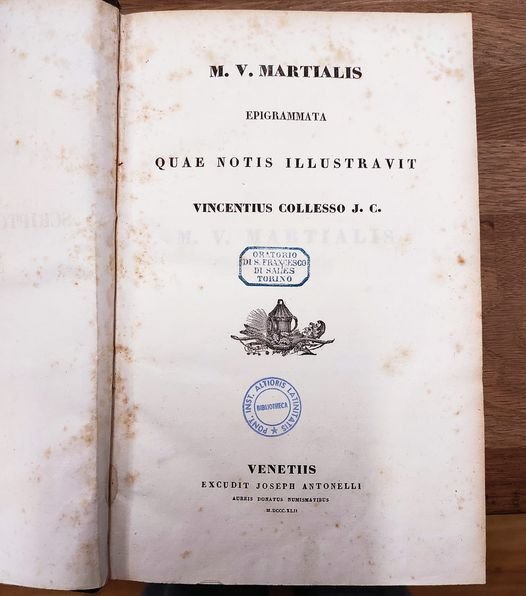 M. V. MARTIALIS
EPIGRAMMATA
QUAE NOTIS ILLUSTRAVIT
VINCENTIUS COLLESSO J. C.
ORATORIO
DI S. FRANCESCO
DI SALES
TORINO
PONT. INST. ALTIORIS LATINITATIS
BIBLIOTHECA
VENETIIS
EXCUDIT JOSEPH ANTONELLI
AUREIS DONATUS NUMISMATIBUS
M.DCCC.XLII